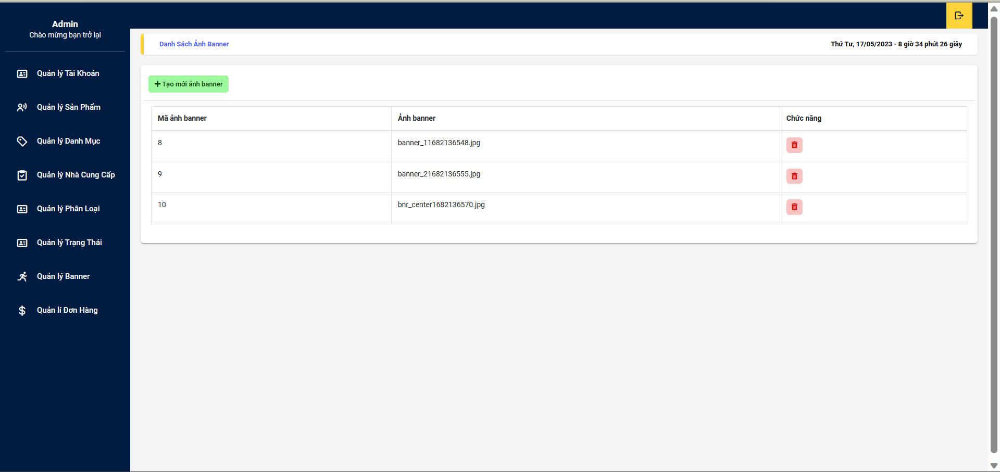 Admin
Chào mừng bạn trở lại
Quản lý Tài Khoản
Quản lý Sản Phẩm
Quản lý Danh Mục
Quản lý Nhà Cung Cấp
Quản lý Phân Loại
Quản lý Trạng Thái
Quản lý Banner
Quản lí Đơn Hàng
Danh Sách Ảnh Banner
Thứ Tư, 17/05/2023 - 8 giờ 34 phút 26 giây
Tạo mới ảnh banner
Mã ảnh banner Ảnh banner Chức năng
8 banner_11682136548.jpg
9 banner_21682136555.jpg
10 bnr_center1682136570.jpg